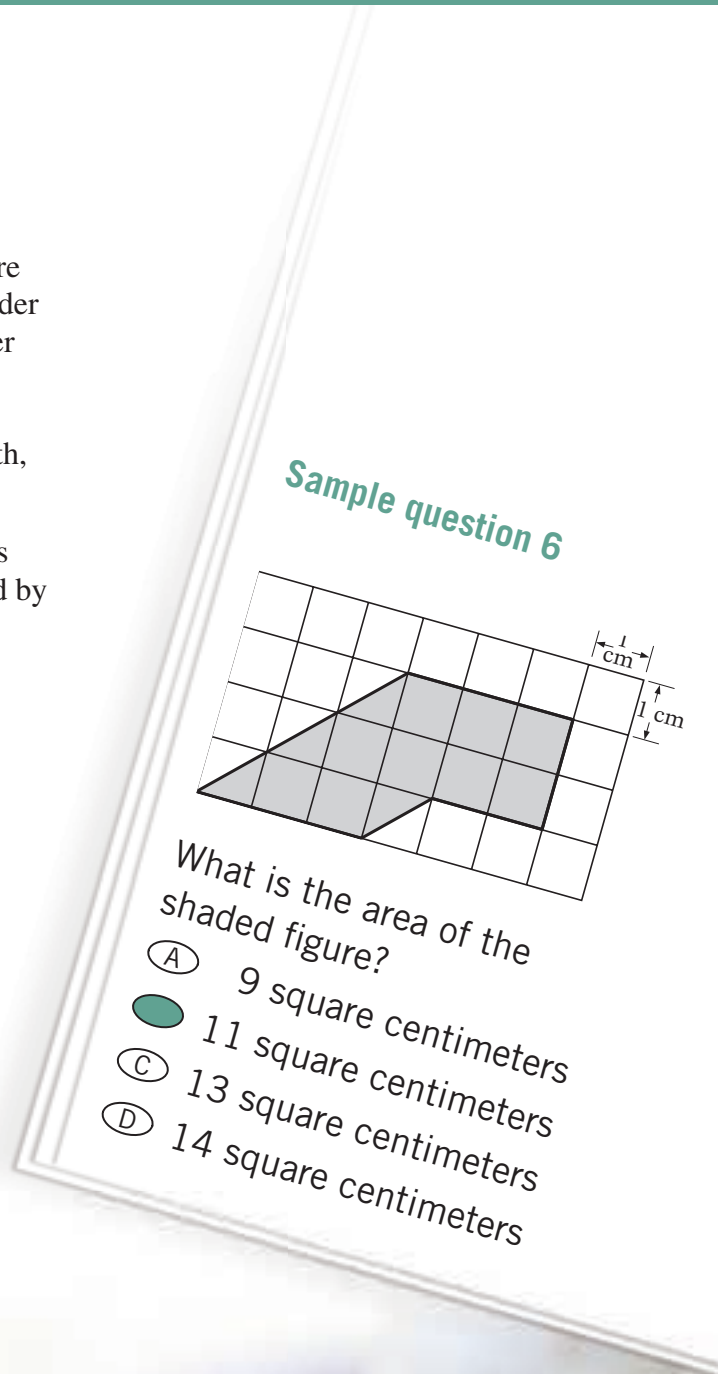 re
der
er
th,
s
d by
Sample question 6
1
cm
1 cm
What is the area of the
shaded figure?
A 9 square centimeters
11 square centimeters
C 13 square centimeters
D 14 square centimeters